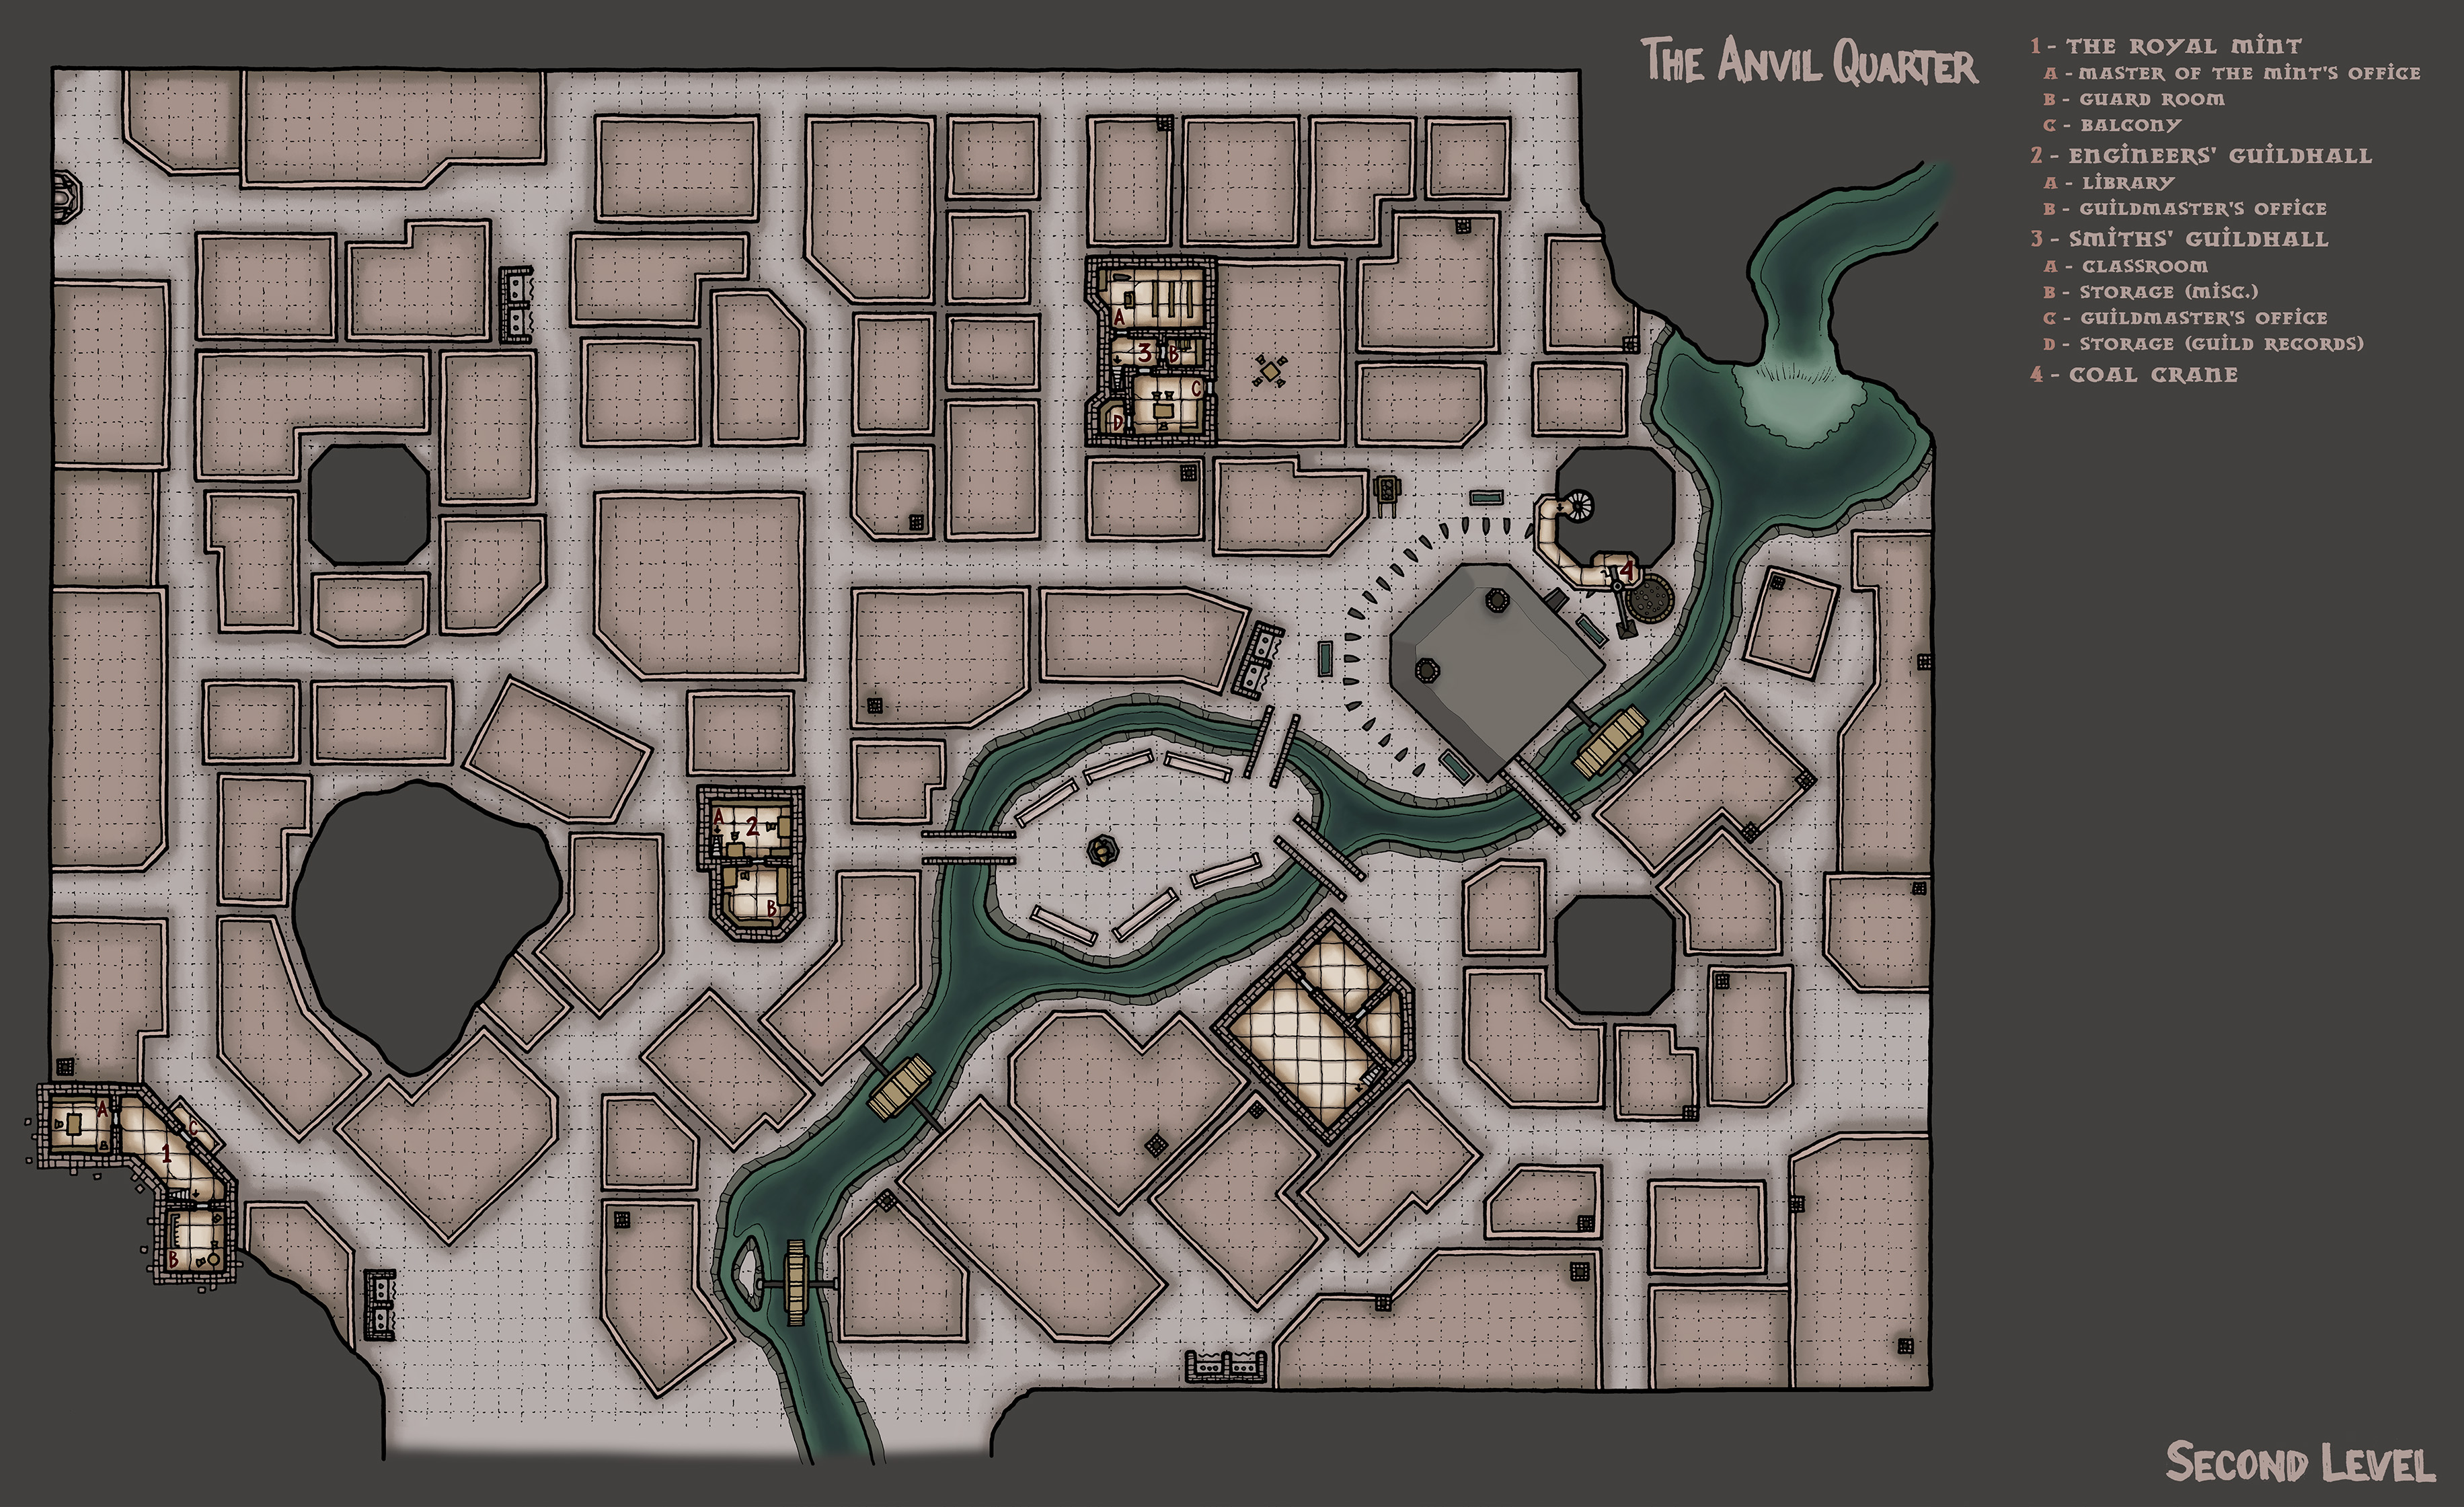 The Anvil Quarter
1 - The Royal Mint
A - Master of the Mint's Office
B - Guard Room
C - Balcony
2 - Engineers' Guildhall
A - Library
B - Guildmaster's Office
3 - Smiths' Guildhall
A - Classroom
B - Storage (Misc.)
C - Guildmaster's Office
D - Storage (Guild Records)
4 - Coal Crane
A
3
B
C
D
4
A
2
B
A
C
1
B
Second Level